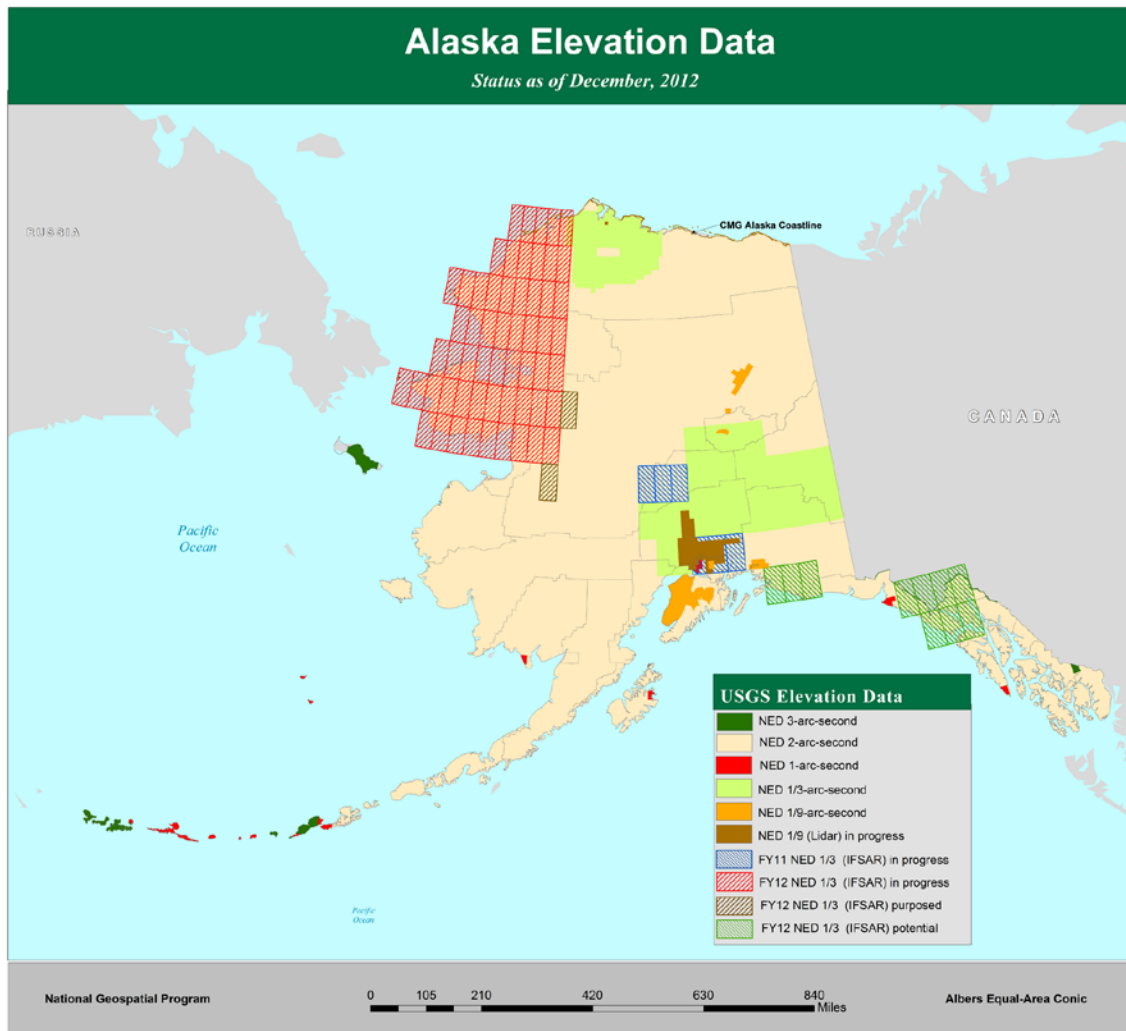 Alaska Elevation Data
Status as of December, 2012
RUSSIA
CMG Alaska Coastline
CANADA
Pacific
Ocean
USGS Elevation Data
NED 3-arc-second
NED 2-arc-second
NED 1-arc-second
NED 1/3-arc-second
NED 1/9-arc-second
NED 1/9 (Lidar) in progress
FY11 NED 1/3 (IFSAR) in progress
FY12 NED 1/3 (IFSAR) in progress
FY12 NED 1/3 (IFSAR) purposed
FY12 NED 1/3 (IFSAR) potential
Pacific
Ocean
National Geospatial Program
0 105 210 420 630 840
Miles
Albers Equal-Area Conic